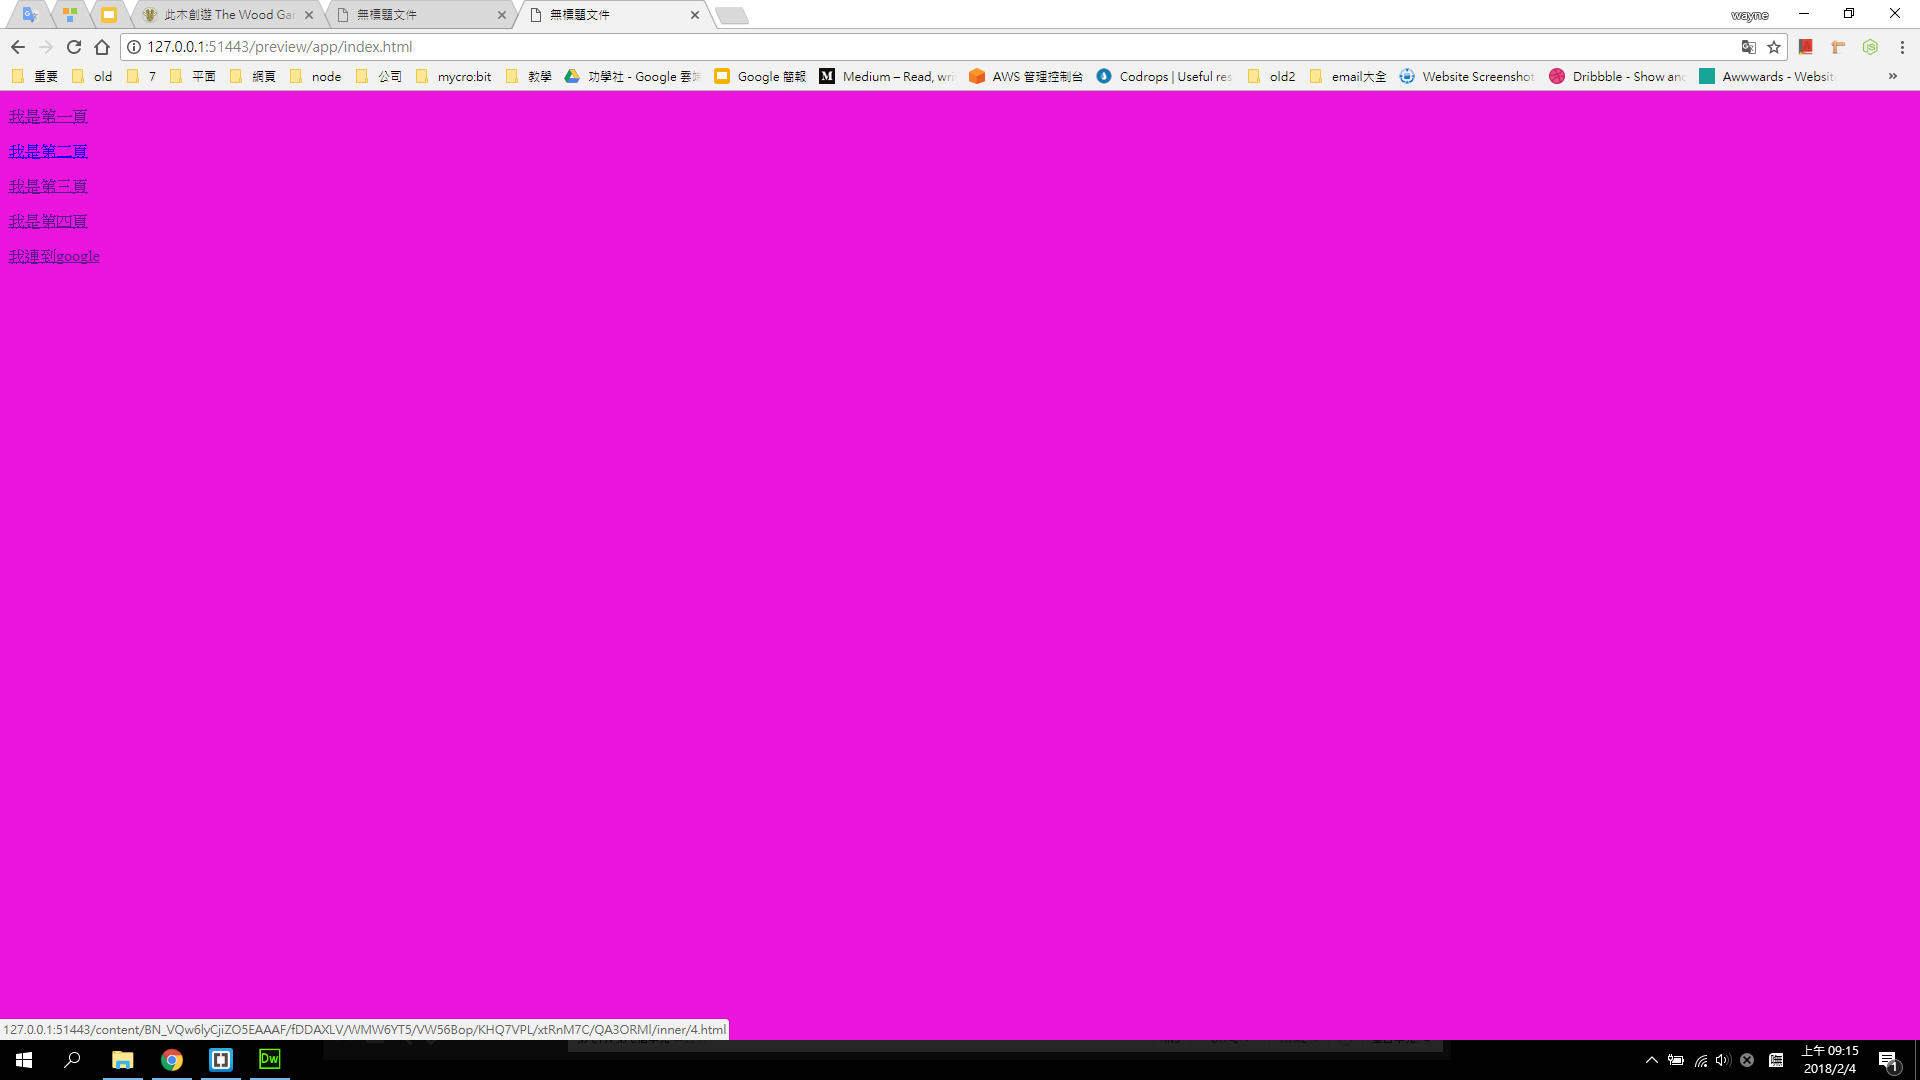 此木創遊 The Wood Gar
無標題文件
無標題文件
wayne
127.0.0.1:51443/preview/app/index.html
重要 old 7 平面 網頁 node 公司 mycro:bit 教學 功學社 - Google 雲端 Google 簡報 Medium – Read, wri AWS 管理控制台 Codrops | Useful res old2 email大全 Website Screenshot Dribbble - Show and Awwwards - Websit »
我是第一頁
我是第二頁
我是第三頁
我是第四頁
我連到google
127.0.0.1:51443/content/BN_VQw6lyCjiZO5EAAAF/fDDAXLV/WMW6YT5/VW56Bop/KHQ7VPL/xtRnM7C/QA3ORMl/inner/4.html
Dw
上午 09:15
2018/2/4
1